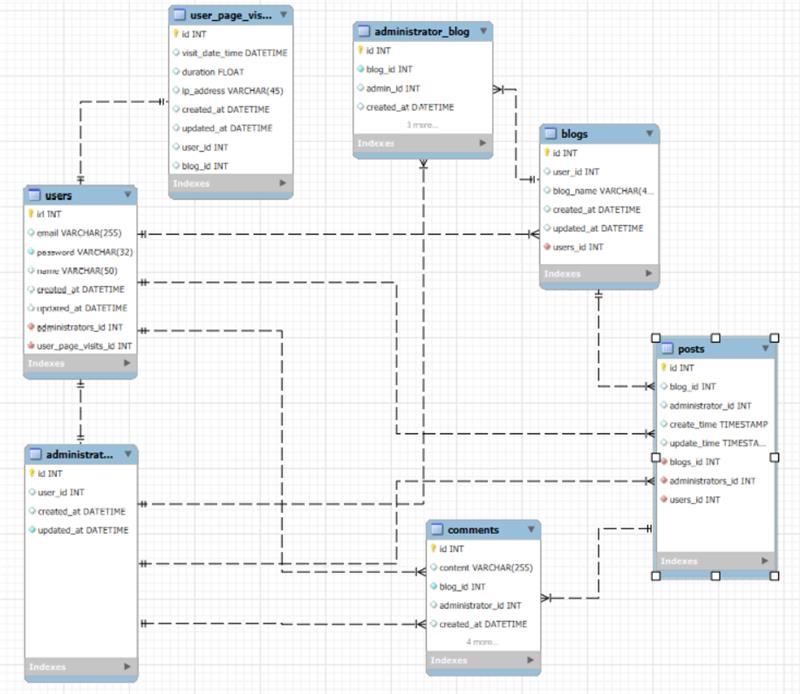 user_page_vis...
id INT
visit_date_time DATETIME
duration FLOAT
ip_address VARCHAR(45)
created_at DATETIME
updated_at DATETIME
user_id INT
blog_id INT
Indexes
administrator_blog
id INT
blog_id INT
admin_id INT
created_at DATETIME
3 more...
Indexes
blogs
id INT
user_id INT
blog_name VARCHAR(4...
created_at DATETIME
updated_at DATETIME
users_id INT
Indexes
users
id INT
email VARCHAR(255)
password VARCHAR(32)
name VARCHAR(50)
created_at DATETIME
updated_at DATETIME
administrators_id INT
user_page_visits_id INT
Indexes
posts
id INT
blog_id INT
administrator_id INT
create_time TIMESTAMP
update_time TIMESTA...
blogs_id INT
administrators_id INT
users_id INT
Indexes
administrat...
id INT
user_id INT
created_at DATETIME
updated_at DATETIME
Indexes
comments
id INT
content VARCHAR(255)
blog_id INT
administrator_id INT
created_at DATETIME
4 more...
Indexes